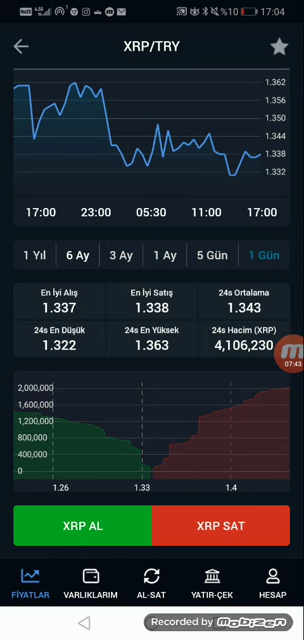 %10 17:04
XRP/TRY
1.362
1.356
1.350
1.344
1.338
1.332
17:00 23:00 05:30 11:00 17:00
1 Yıl 6 Ay 3 Ay 1 Ay 5 Gün 1 Gün
En İyi Alış En İyi Satış 24s Ortalama
1.337 1.338 1.343
24s En Düşük 24s En Yüksek 24s Hacim (XRP)
1.322 1.363 4,106,230
07:43
2,000,000
1,600,000
1,200,000
800,000
400,000
0
1.26 1.33 1.4
XRP AL XRP SAT
FİYATLAR VARLIKLARIM AL-SAT YATIR-ÇEK HESAP
Recorded by mobizen